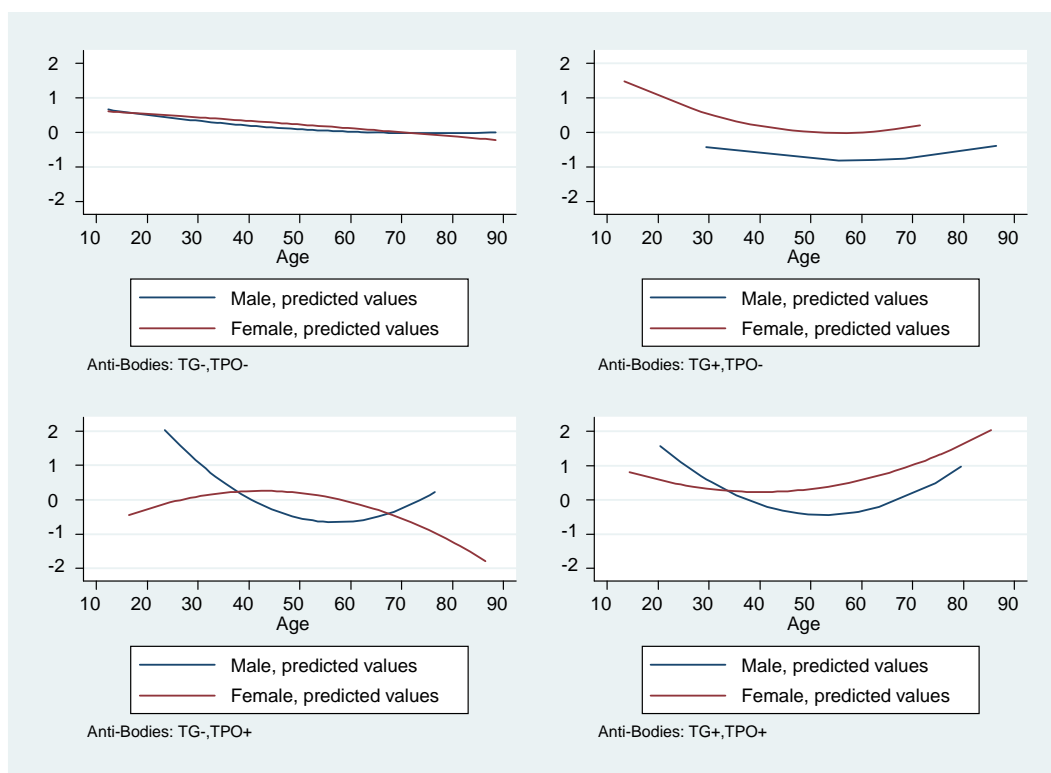 2
1
0
-1
-2
10 20 30 40 50 60 70 80 90
Age
Male, predicted values
Female, predicted values
Anti-Bodies: TG-,TPO-
2
1
0
-1
-2
10 20 30 40 50 60 70 80 90
Age
Male, predicted values
Female, predicted values
Anti-Bodies: TG+,TPO-
2
1
0
-1
-2
10 20 30 40 50 60 70 80 90
Age
Male, predicted values
Female, predicted values
Anti-Bodies: TG-,TPO+
2
1
0
-1
-2
10 20 30 40 50 60 70 80 90
Age
Male, predicted values
Female, predicted values
Anti-Bodies: TG+,TPO+